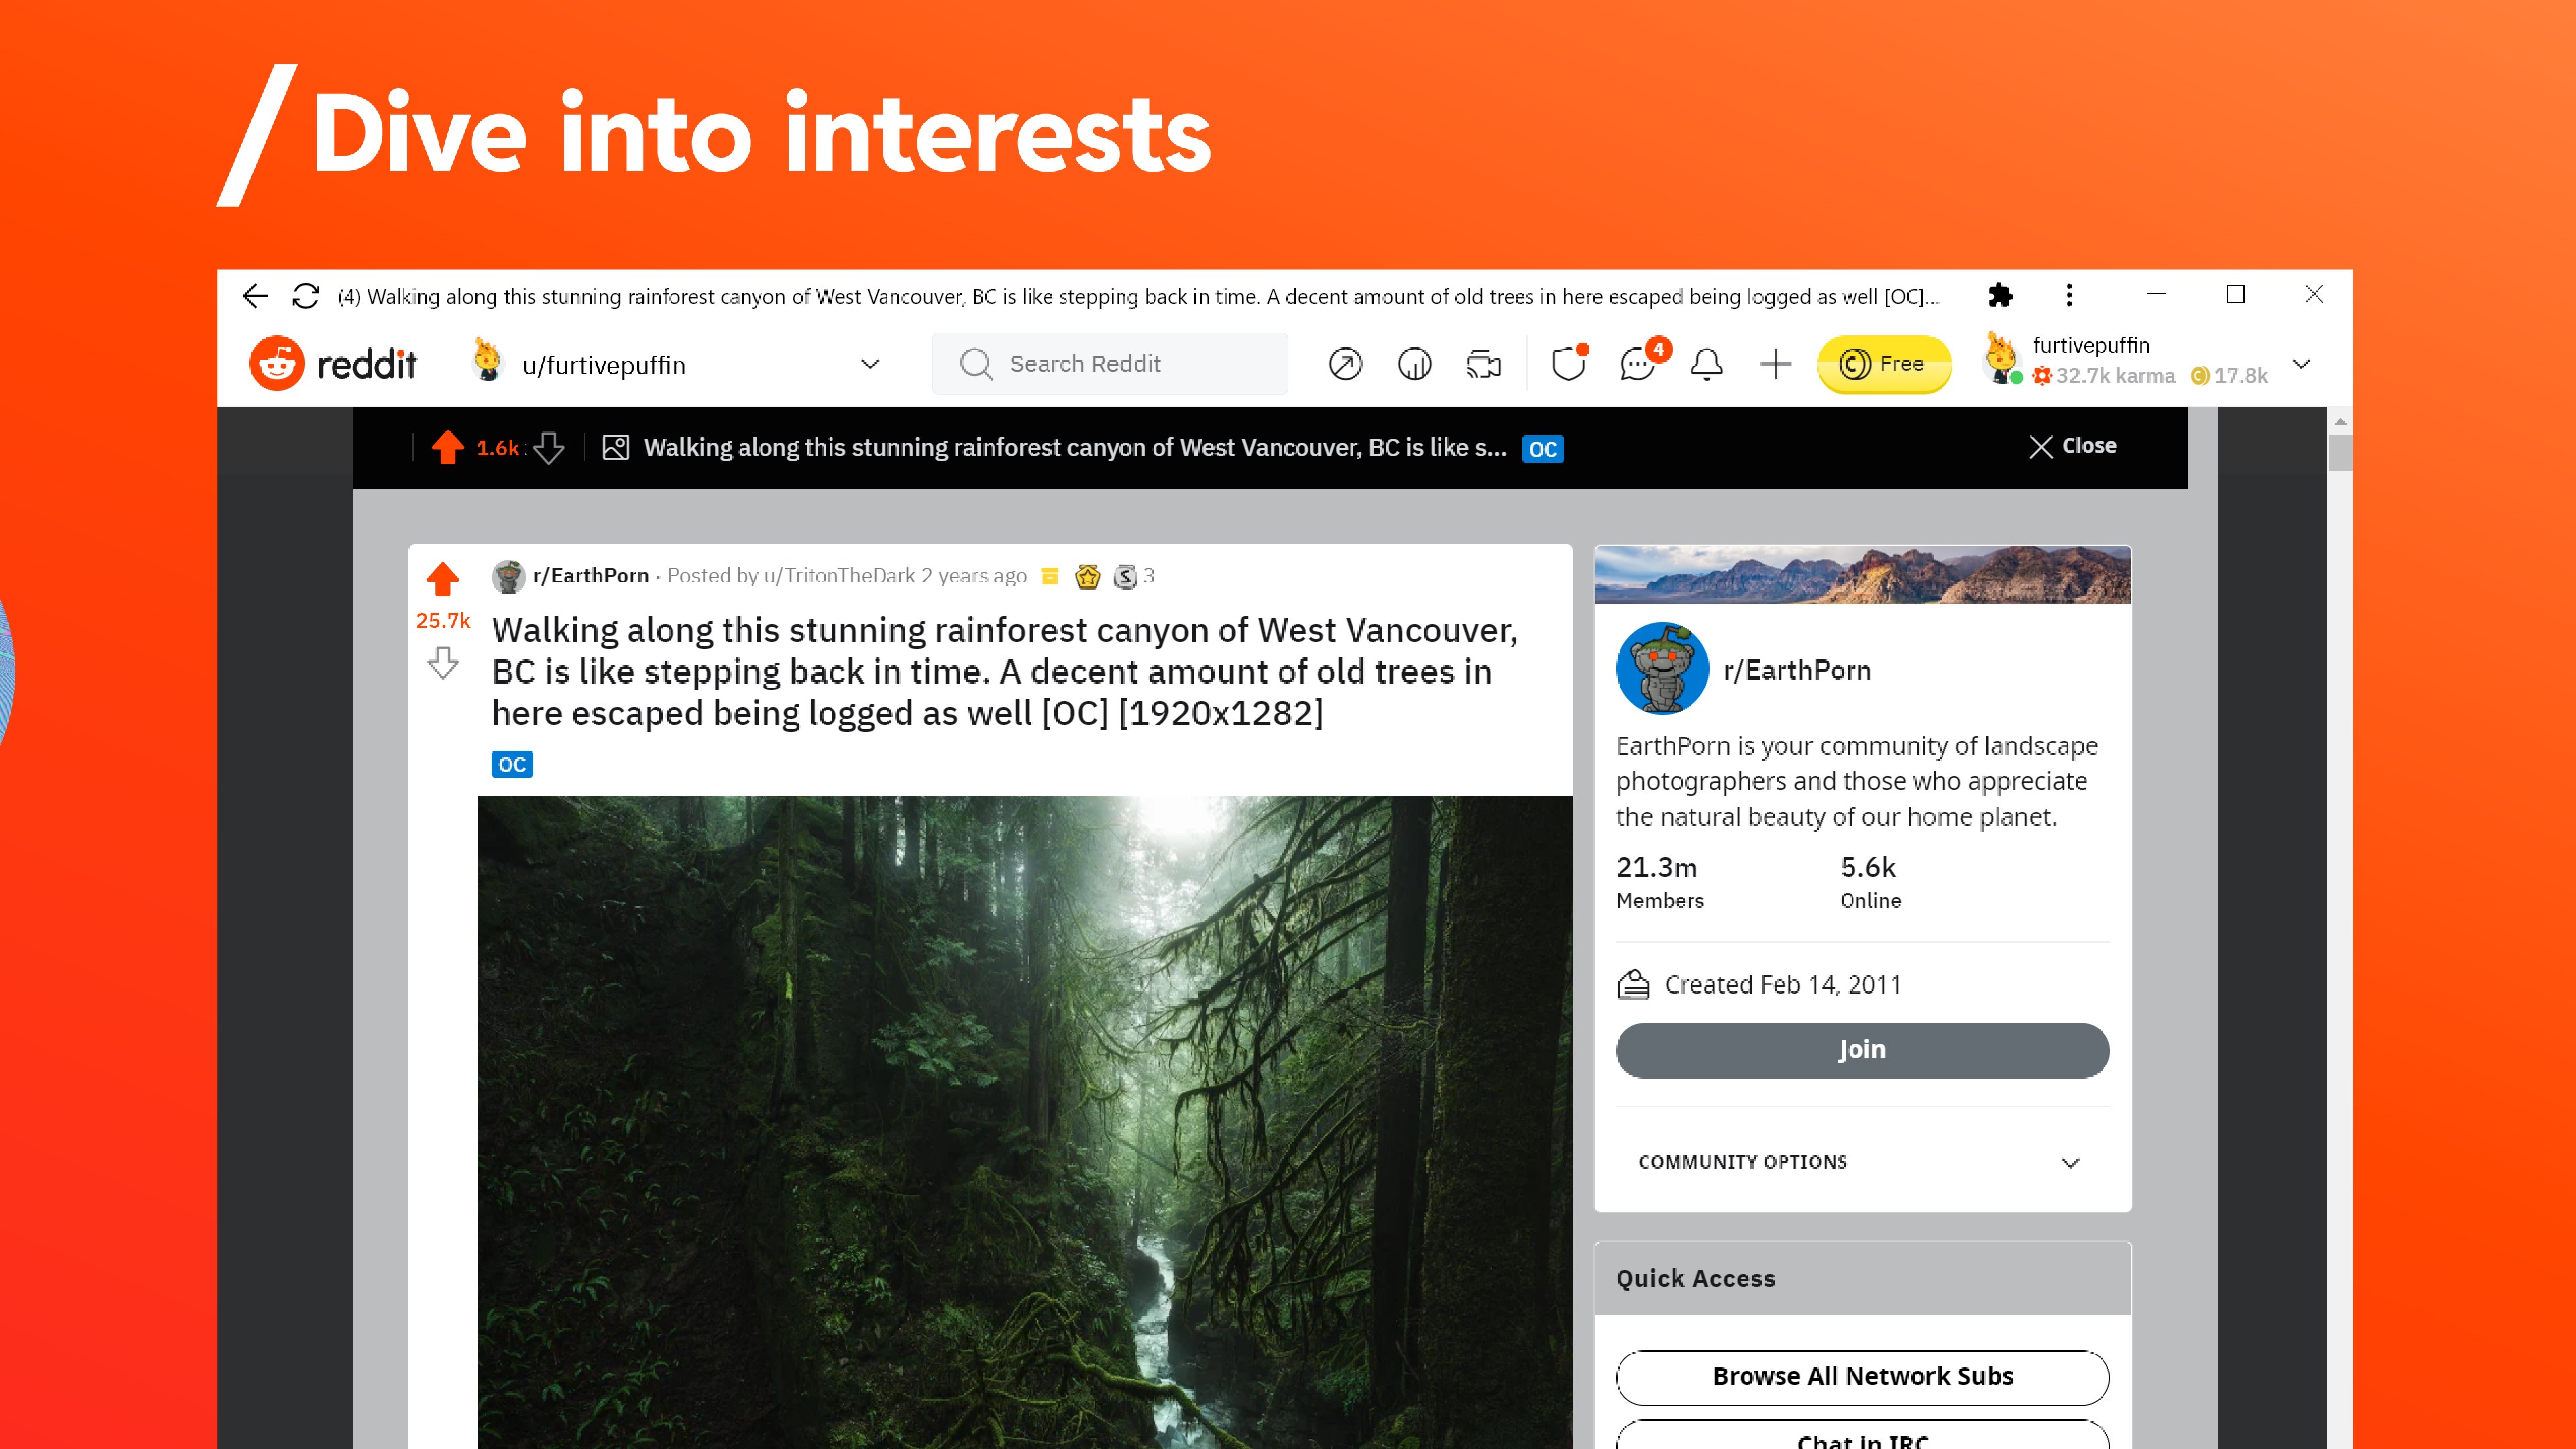 Dive into interests
(4) Walking along this stunning rainforest canyon of West Vancouver, BC is like stepping back in time. A decent amount of old trees in here escaped being logged as well [OC]...
reddit
u/furtivepuffin
Search Reddit
4
Free
furtivepuffin
32.7k karma
17.8k
1.6k
Walking along this stunning rainforest canyon of West Vancouver, BC is like s...
OC
Close
r/EarthPorn · Posted by u/TritonTheDark 2 years ago
3
25.7k
Walking along this stunning rainforest canyon of West Vancouver,
BC is like stepping back in time. A decent amount of old trees in
here escaped being logged as well [OC] [1920x1282]
OC
r/EarthPorn
EarthPorn is your community of landscape
photographers and those who appreciate
the natural beauty of our home planet.
21.3m
Members
5.6k
Online
Created Feb 14, 2011
Join
COMMUNITY OPTIONS
Quick Access
Browse All Network Subs
Chat in IRC